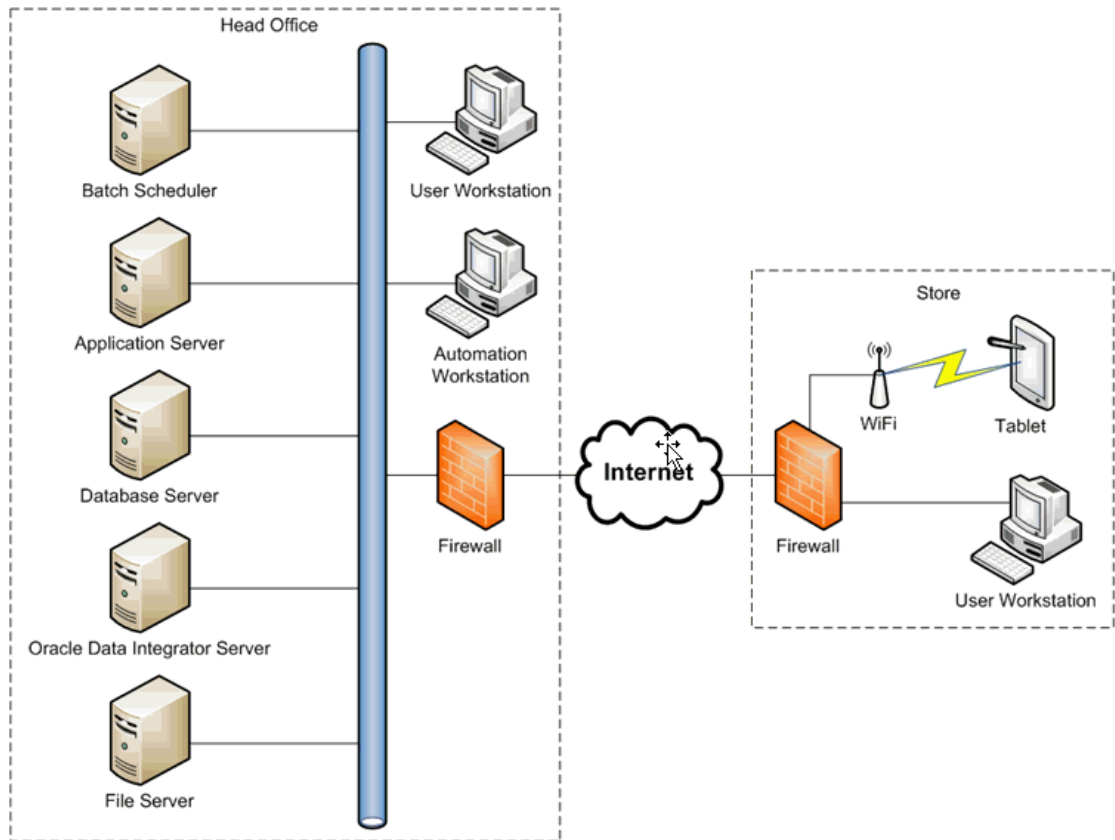 Head Office
Batch Scheduler
User Workstation
Application Server
Automation
Workstation
Database Server
Firewall
Oracle Data Integrator Server
File Server
Internet
Store
WiFi
Tablet
Firewall
User Workstation